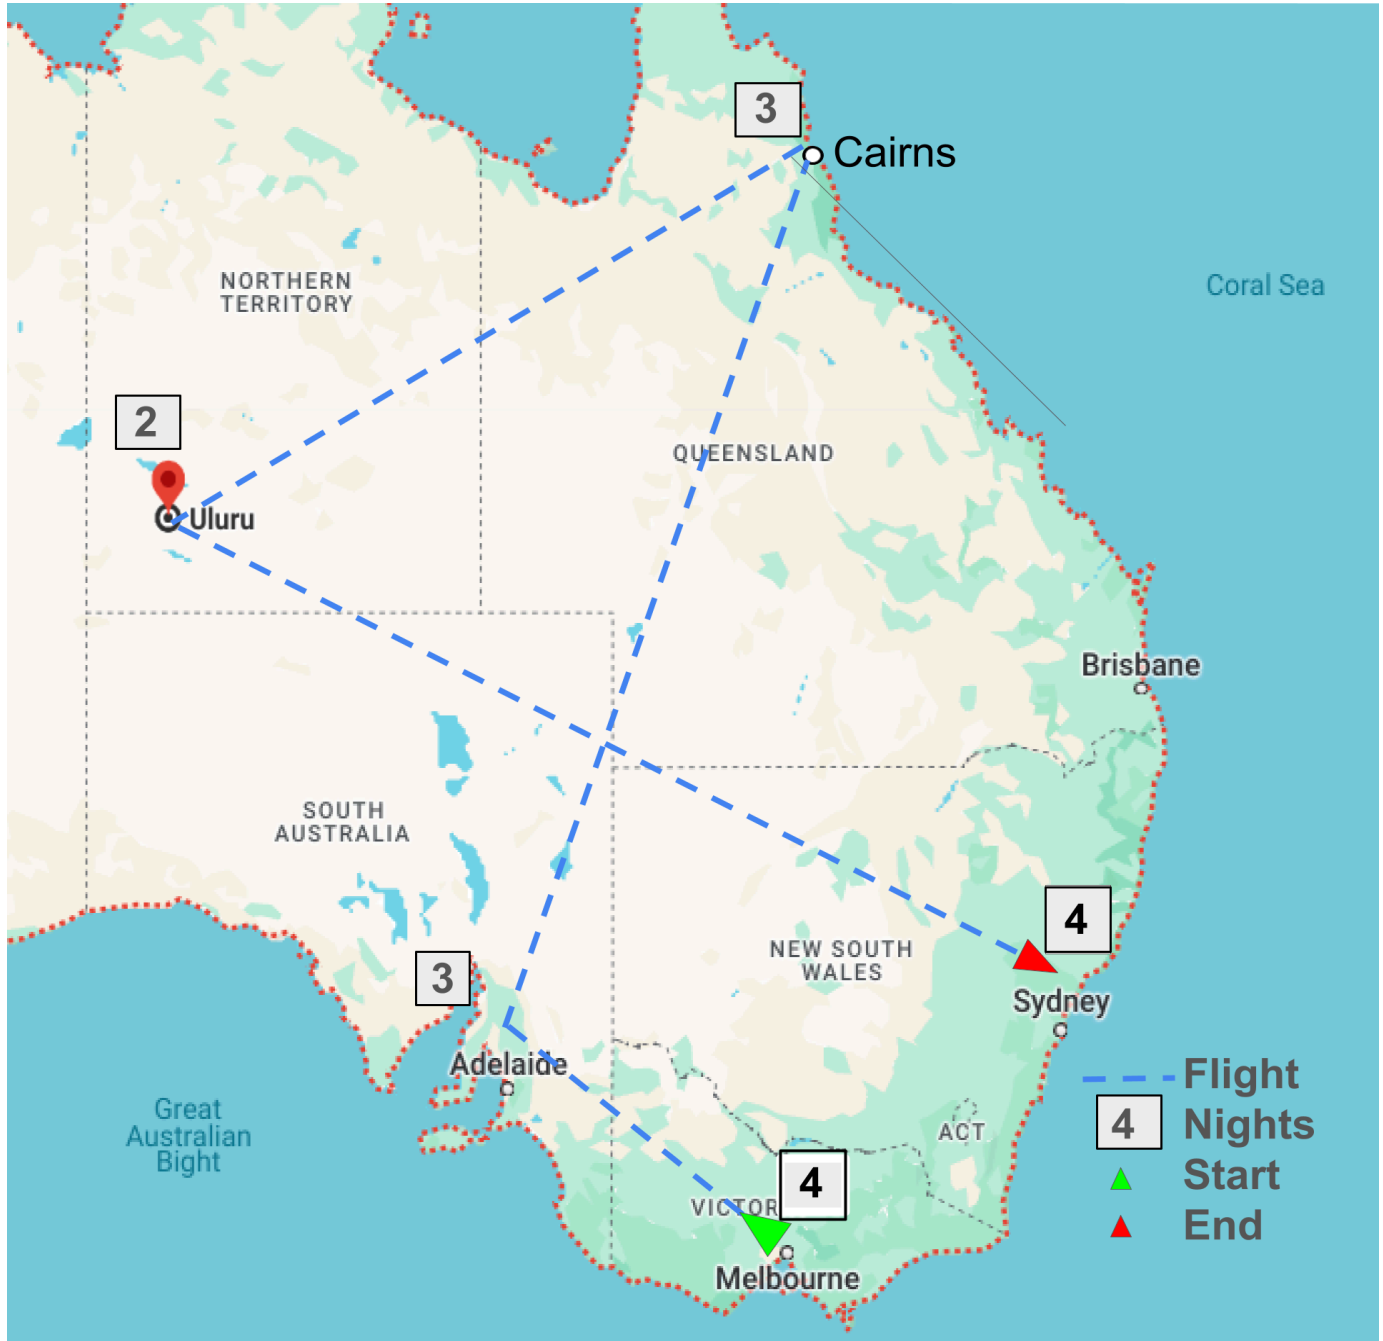 3
Cairns
NORTHERN
TERRITORY
Coral Sea
2
QUEENSLAND
Uluru
Brisbane
SOUTH
AUSTRALIA
4
NEW SOUTH
WALES
3
Sydney
Adelaide
Flight
Great
Australian
Bight
4 Nights
ACT
Start
4
VICTOR
End
Melbourne